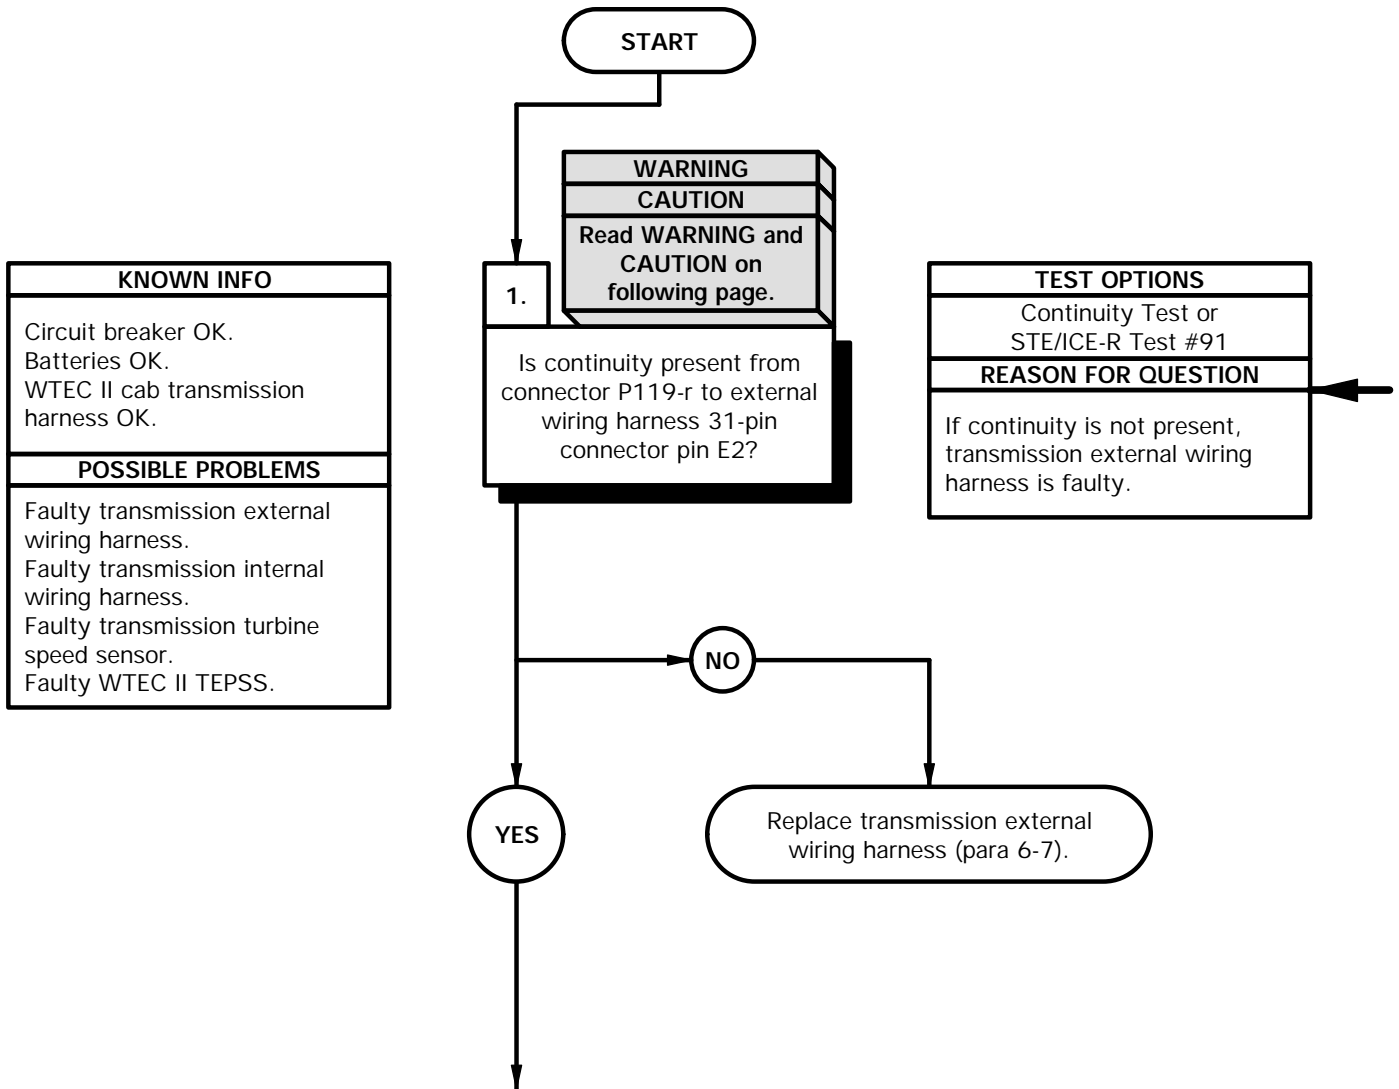 START
WARNING
CAUTION
Read WARNING and
CAUTION on
following page.
KNOWN INFO
Circuit breaker OK.
Batteries OK.
WTEC II cab transmission
harness OK.
POSSIBLE PROBLEMS
Faulty transmission external
wiring harness.
Faulty transmission internal
wiring harness.
Faulty transmission turbine
speed sensor.
Faulty WTEC II TEPSS.
1.
Is continuity present from
connector P119-r to external
wiring harness 31-pin
connector pin E2?
TEST OPTIONS
Continuity Test or
STE/ICE-R Test #91
REASON FOR QUESTION
If continuity is not present,
transmission external wiring
harness is faulty.
NO
YES
Replace transmission external
wiring harness (para 6-7).